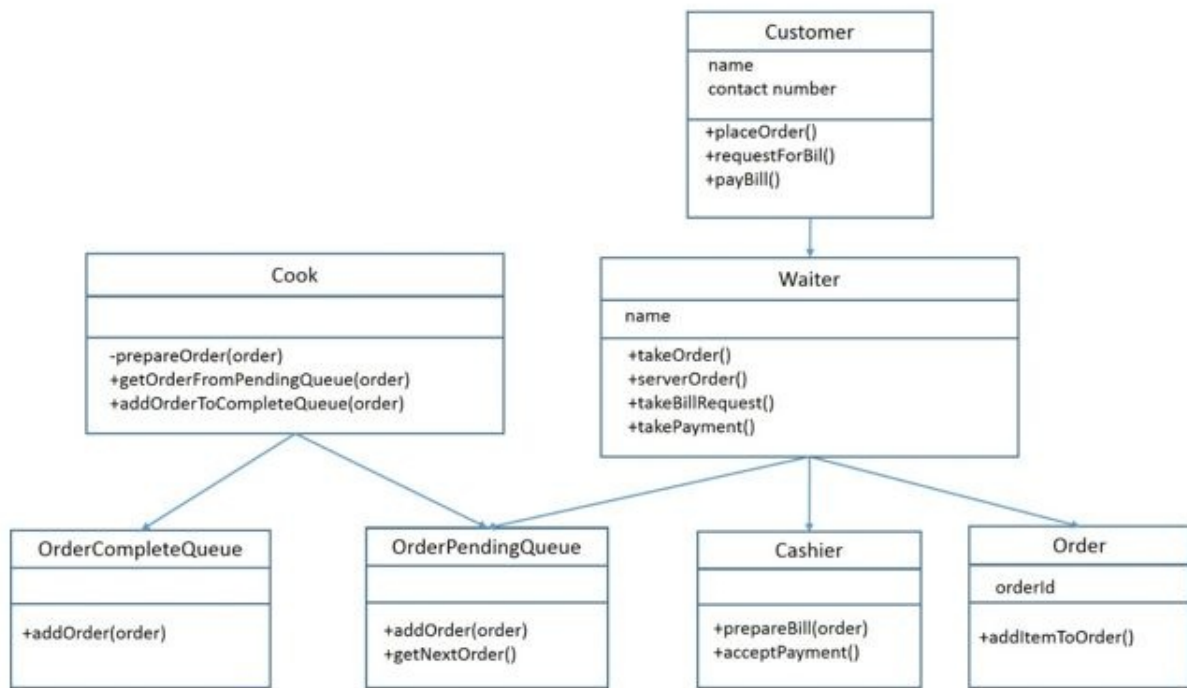 Customer
name
contact number
+placeOrder()
+requestForBil()
+payBill()
Cook
-prepareOrder(order)
+getOrderFromPendingQueue(order)
+addOrderToCompleteQueue(order)
Waiter
name
+takeOrder()
+serverOrder()
+takeBillRequest()
+takePayment()
OrderCompleteQueue
+addOrder(order)
OrderPendingQueue
+addOrder(order)
+getNextOrder()
Cashier
+prepareBill(order)
+acceptPayment()
Order
orderId
+addItemToOrder()